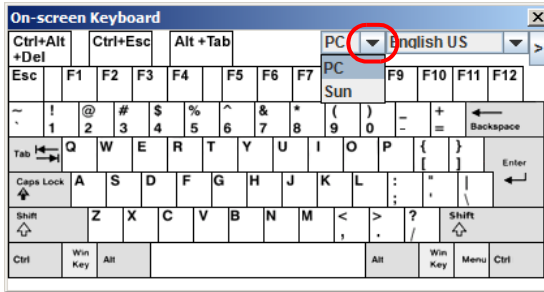 On-screen Keyboard X
Ctrl+Alt Ctrl+Esc Alt +Tab PC English US >
+Del
PC
Sun
Esc F1 F2 F3 F4 F5 F6 F7 F9 F10 F11 F12
~ ! @ # $ % ^ & * ( ) _ +
` 1 2 3 4 5 6 7 8 9 0 - = Backspace
Tab Q W E R T Y U I O P { }
[ ] Enter
Caps Lock A S D F G H J K L : " |
; ' \
Shift Z X C V B N M < > ? Shift
, . /
Ctrl Win Key Alt Alt Win Key Menu Ctrl